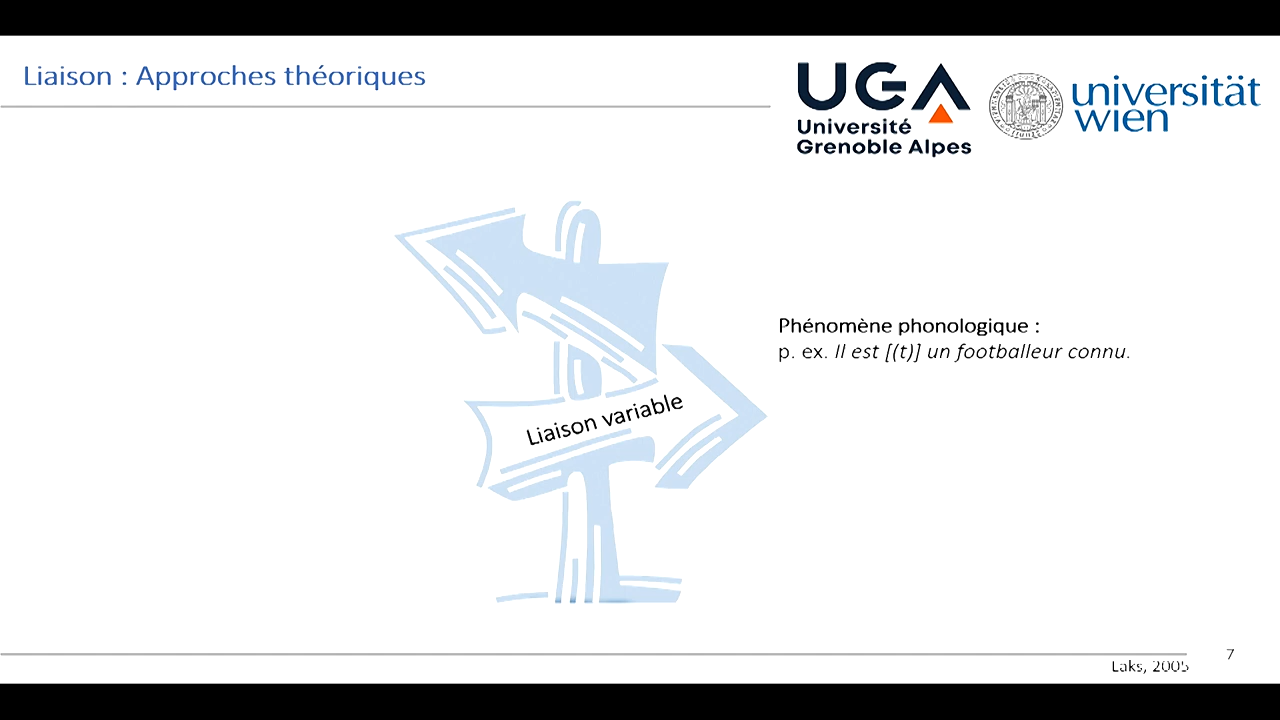 Liaison : Approches théoriques
UGA
Université
Grenoble Alpes
universität
wien
Phénomène phonologique :
p. ex. Il est [(t)] un footballeur connu.
Liaison variable
7
Laks, 2005